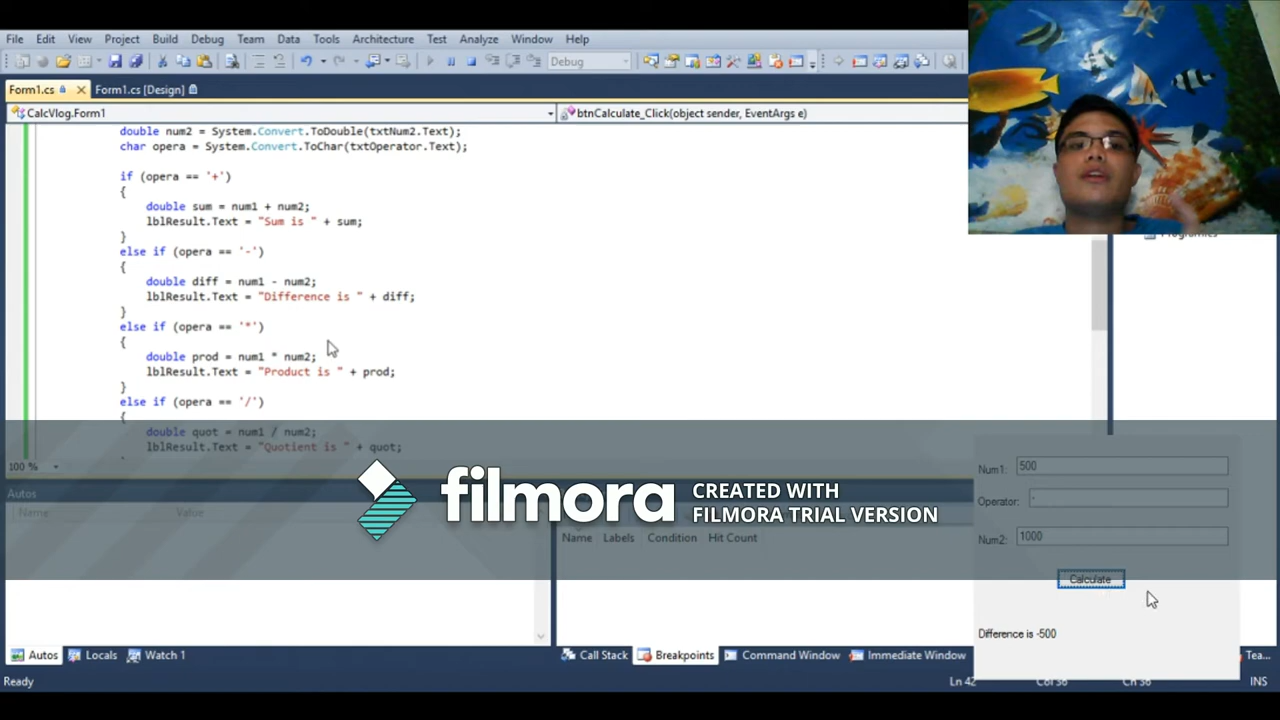 File Edit View Project Build Debug Team Data Tools Architecture Test Analyze Window Help
Debug
Form1.cs Form1.cs [Design]
CalcVlog.Form1 btnCalculate_Click(object sender, EventArgs e)
double num2 = System.Convert.ToDouble(txtNum2.Text);
char opera = System.Convert.ToChar(txtOperator.Text);
if (opera == '+')
{
double sum = num1 + num2;
lblResult.Text = "Sum is " + sum;
}
else if (opera == '-')
{
double diff = num1 - num2;
lblResult.Text = "Difference is " + diff;
}
else if (opera == '*')
{
double prod = num1 * num2;
lblResult.Text = "Product is " + prod;
}
else if (opera == '/')
{
double quot = num1 / num2;
lblResult.Text = "Quotient is " + quot;
100 %
Autos
Name Value
Name Labels Condition Hit Count
filmora CREATED WITH
FILMORA TRIAL VERSION
Num1: 500
Operator: -
Num2: 1000
Calculate
Difference is -500
Autos Locals Watch 1 Call Stack Breakpoints Command Window Immediate Window Tea...
Ready Ln 42 Col 36 Ch 36 INS